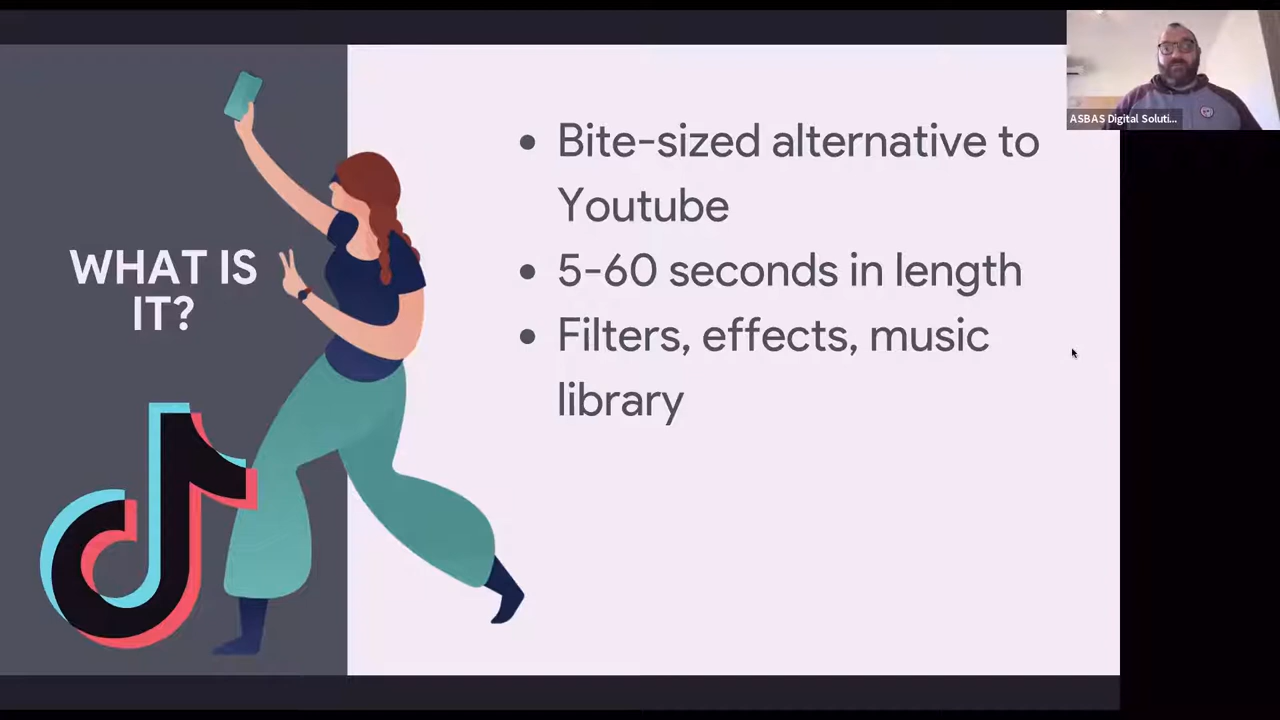 ASBAS Digital Soluti...
WHAT IS
IT?
• Bite-sized alternative to
Youtube
• 5-60 seconds in length
• Filters, effects, music
library